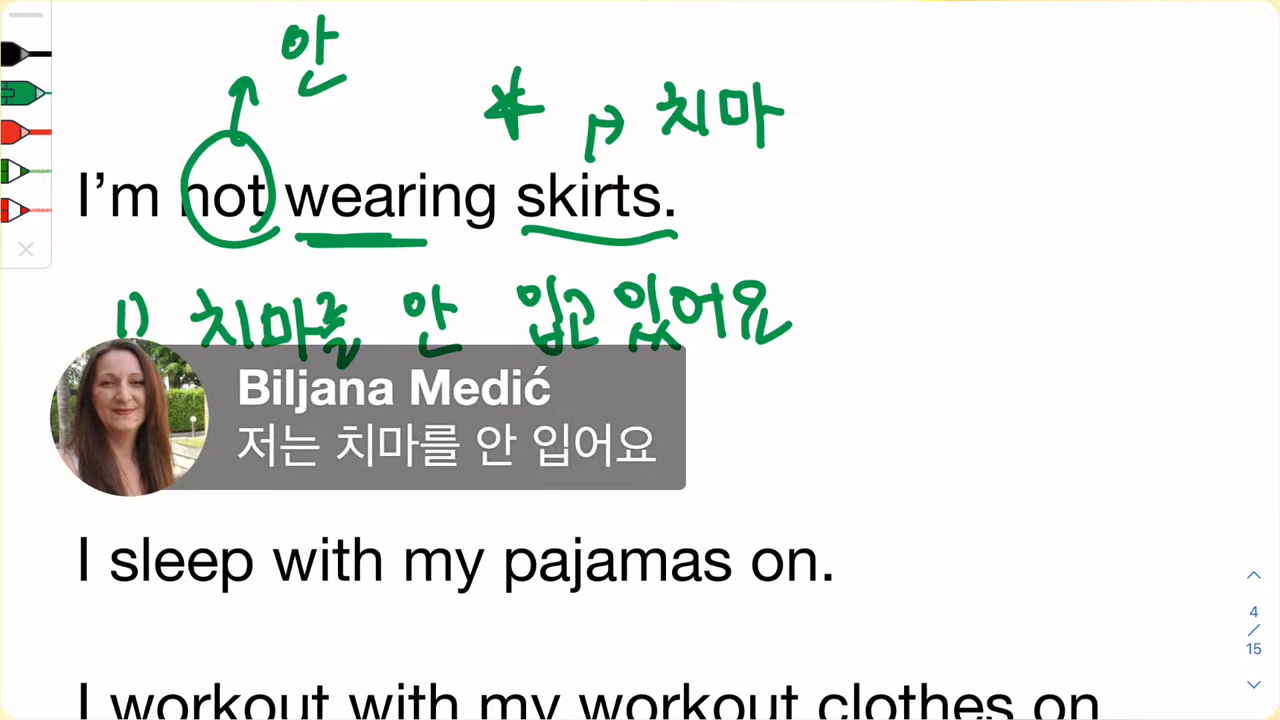 안
치마
I'm not wearing skirts.
1) 치마를 안 입고 있어요
Biljana Medić
저는 치마를 안 입어요
I sleep with my pajamas on.
4
/
15
I workout with my workout clothes on